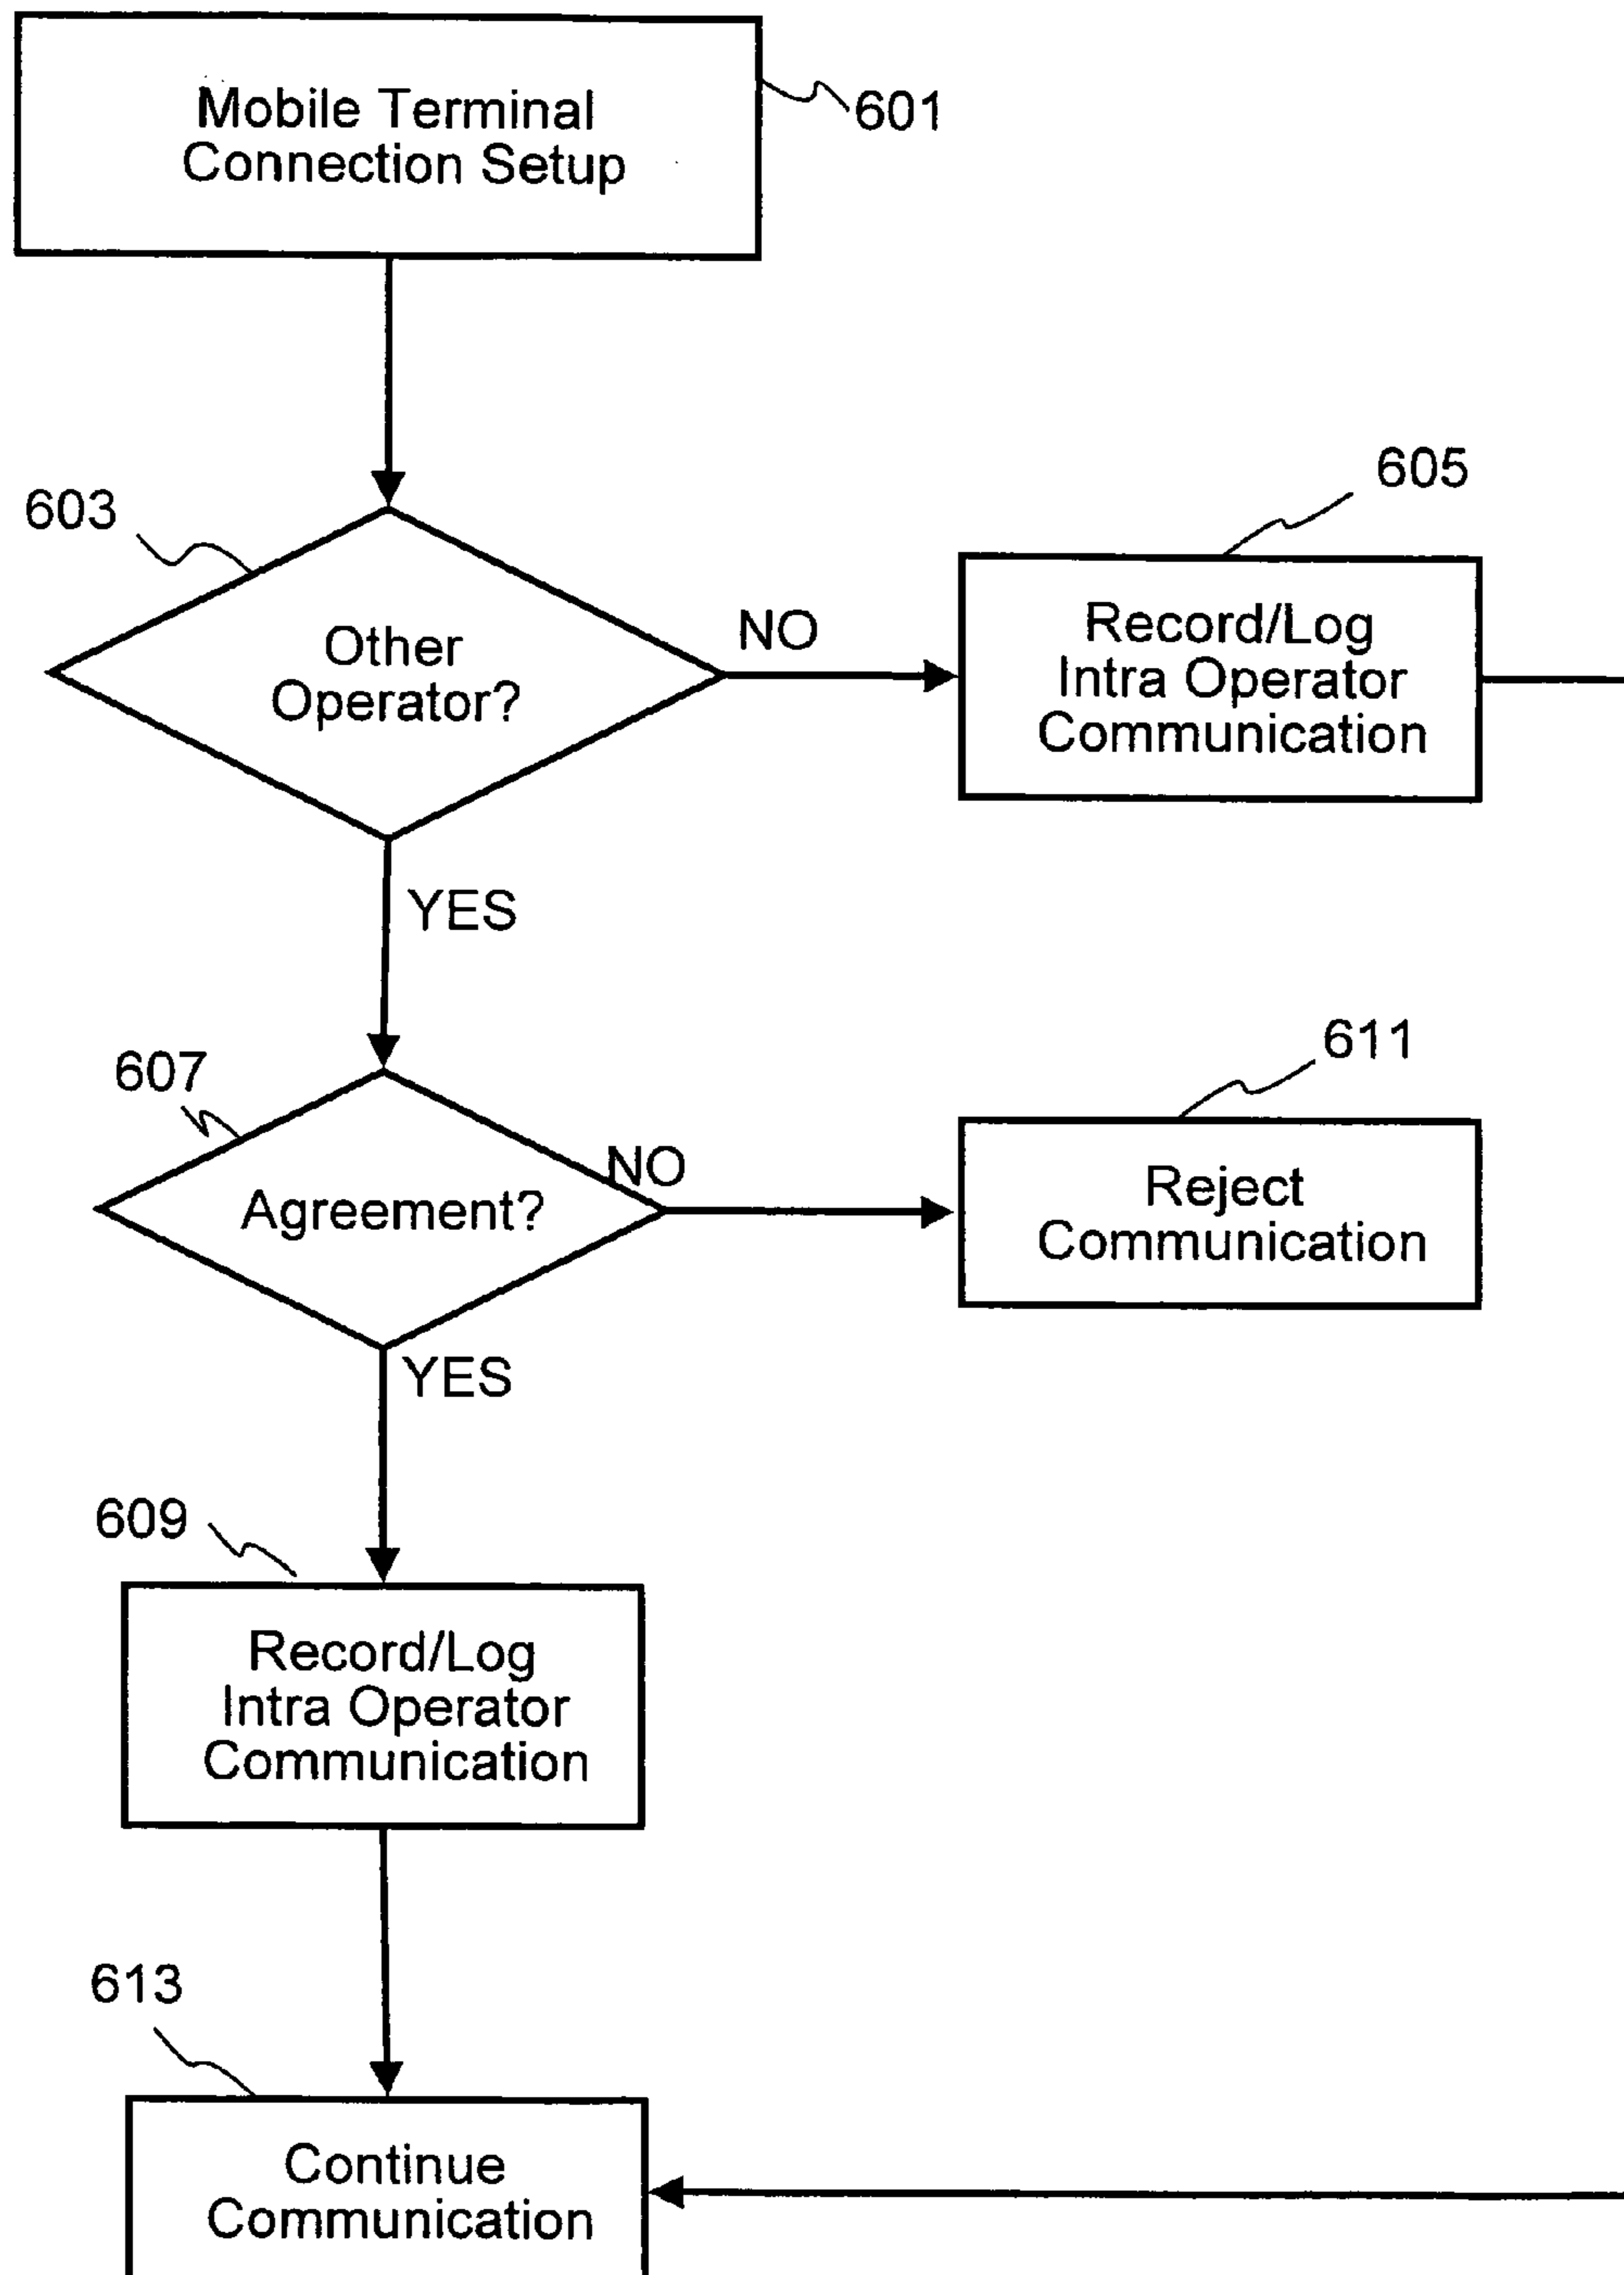 Mobile Terminal
Connection Setup
601
603
Other
Operator?
NO
605
Record/Log
Intra Operator
Communication
YES
607
Agreement?
NO
611
Reject
Communication
YES
609
Record/Log
Intra Operator
Communication
613
Continue
Communication